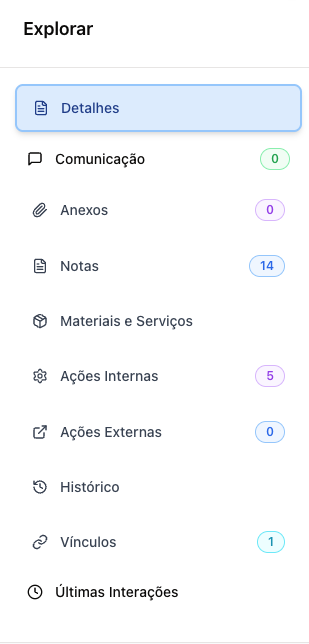 Explorar
Detalhes
Comunicação 0
Anexos 0
Notas 14
Materiais e Serviços
Ações Internas 5
Ações Externas 0
Histórico
Vínculos 1
Últimas Interações